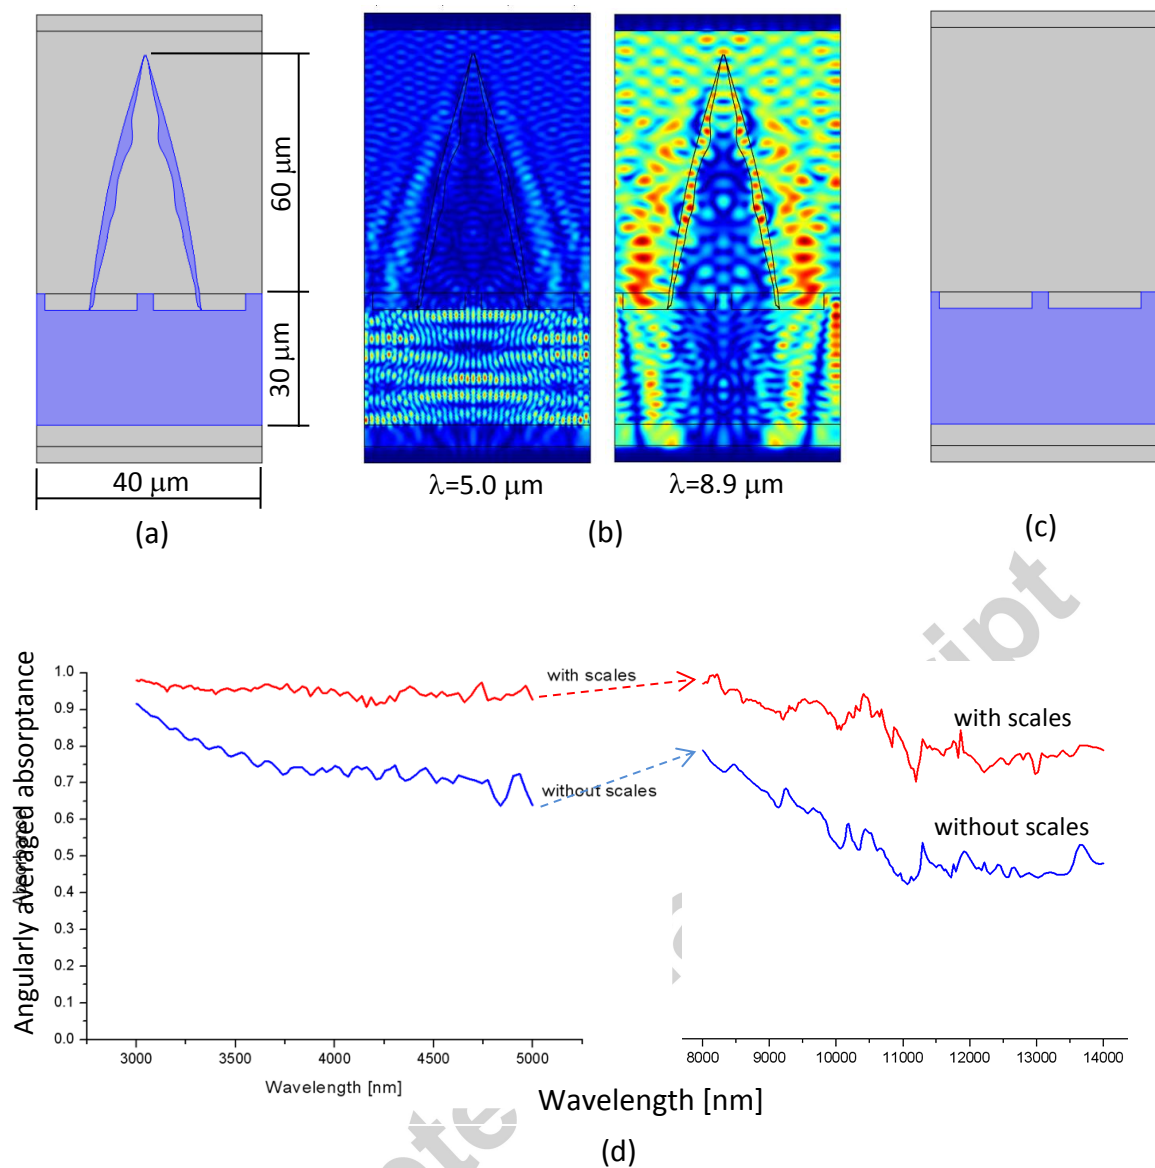 60 μm
30 μm
40 μm
λ=5.0 μm
λ=8.9 μm
(a)
(b)
(c)
Angularly averaged absorptance
Absorbance
1.0
0.9
0.8
0.7
0.6
0.5
0.4
0.3
0.2
0.1
0.0
with scales
without scales
with scales
without scales
3000 3500 4000 4500 5000
8000 9000 10000 11000 12000 13000 14000
Wavelength [nm]
Wavelength [nm]
(d)